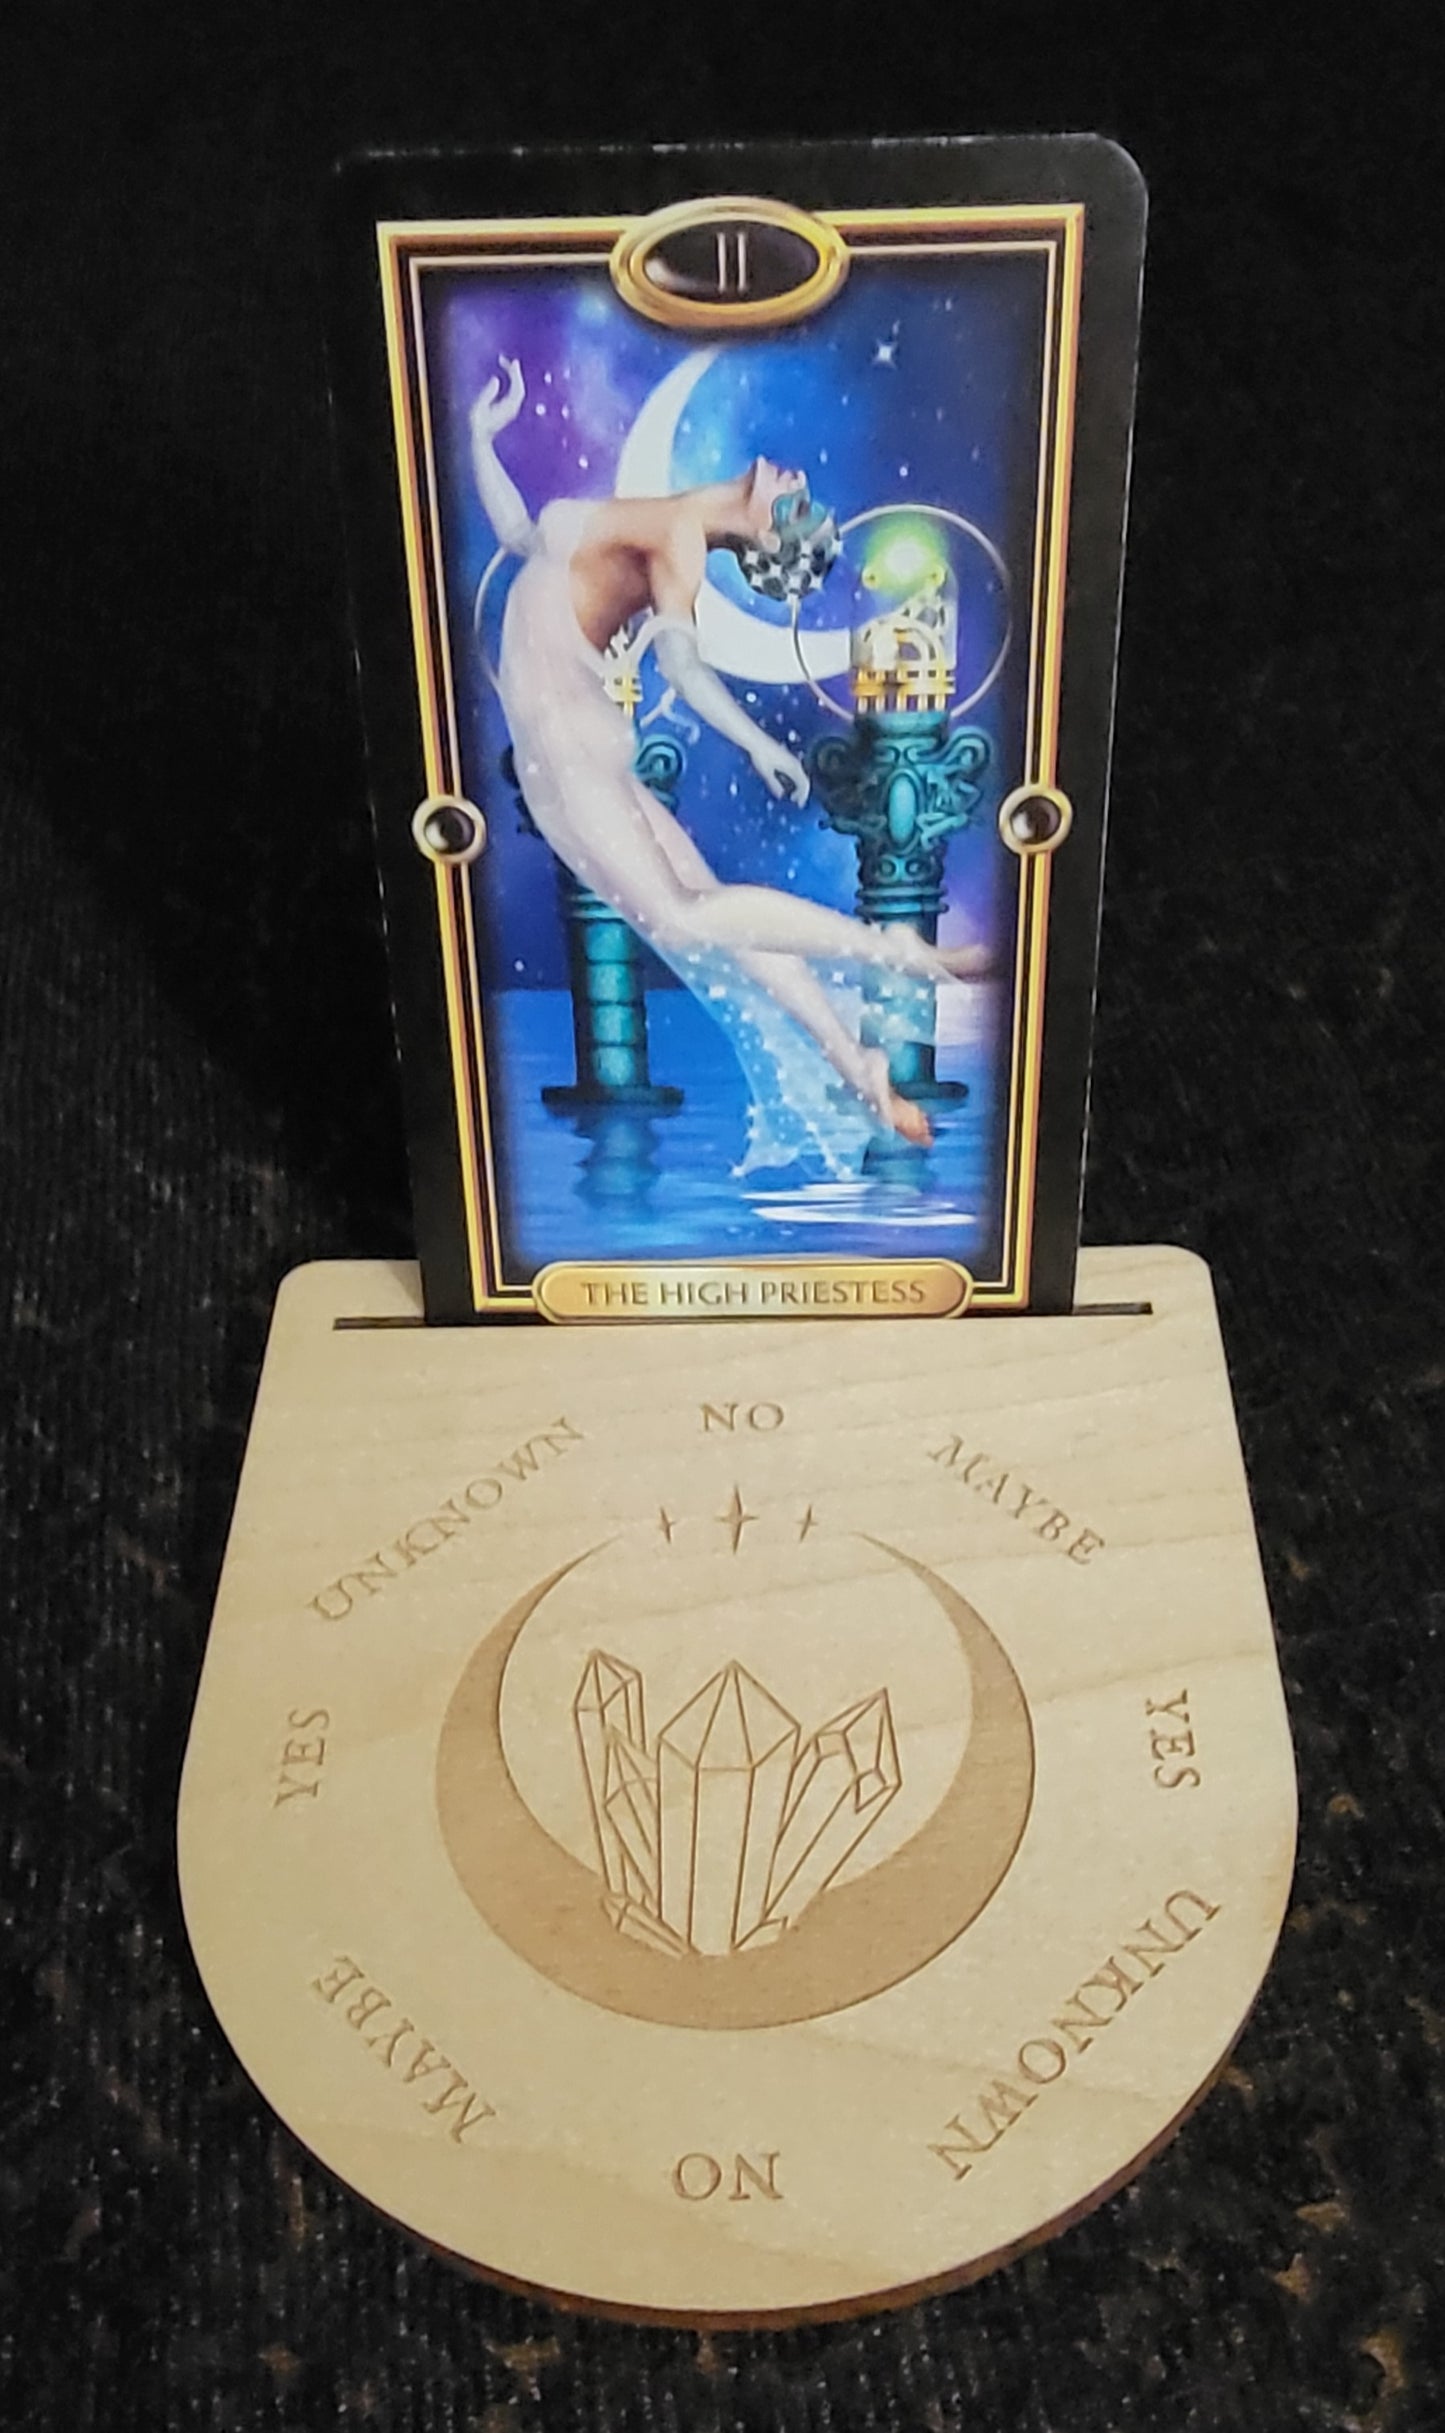 II
THE HIGH PRIESTESS
NO
MAYBE
YES
UNKNOWN
NO
MAYBE
YES
UNKNOWN